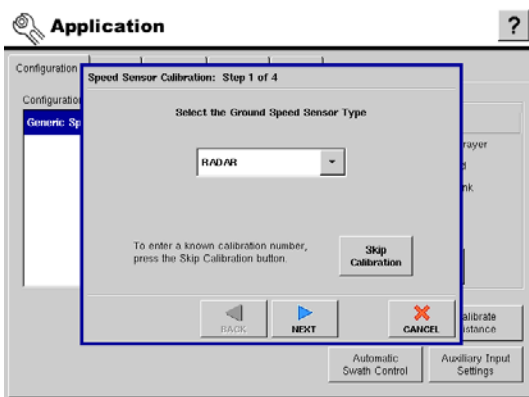 Application
?
Configuration
Speed Sensor Calibration: Step 1 of 4
Configuration
Generic Sp
Select the Ground Speed Sensor Type
RADAR
rayer
d
nk
To enter a known calibration number,
press the Skip Calibration button.
Skip
Calibration
BACK
NEXT
CANCEL
alibrate
istance
Automatic
Swath Control
Auxiliary Input
Settings